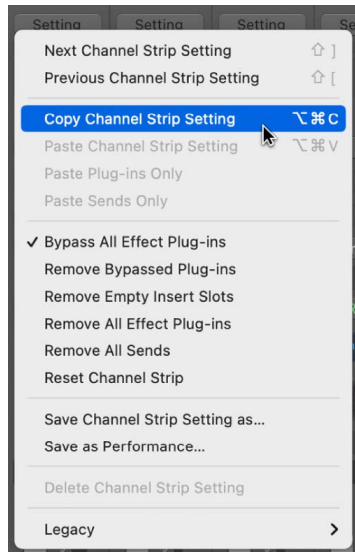 Setting Setting Setting Se
Next Channel Strip Setting ⇧ ]
Previous Channel Strip Setting ⇧ [
Copy Channel Strip Setting ⌥⌘C
Paste Channel Strip Setting ⌥⌘V
Paste Plug-ins Only
Paste Sends Only
✓ Bypass All Effect Plug-ins
Remove Bypassed Plug-ins
Remove Empty Insert Slots
Remove All Effect Plug-ins
Remove All Sends
Reset Channel Strip
Save Channel Strip Setting as...
Save as Performance...
Delete Channel Strip Setting
Legacy >